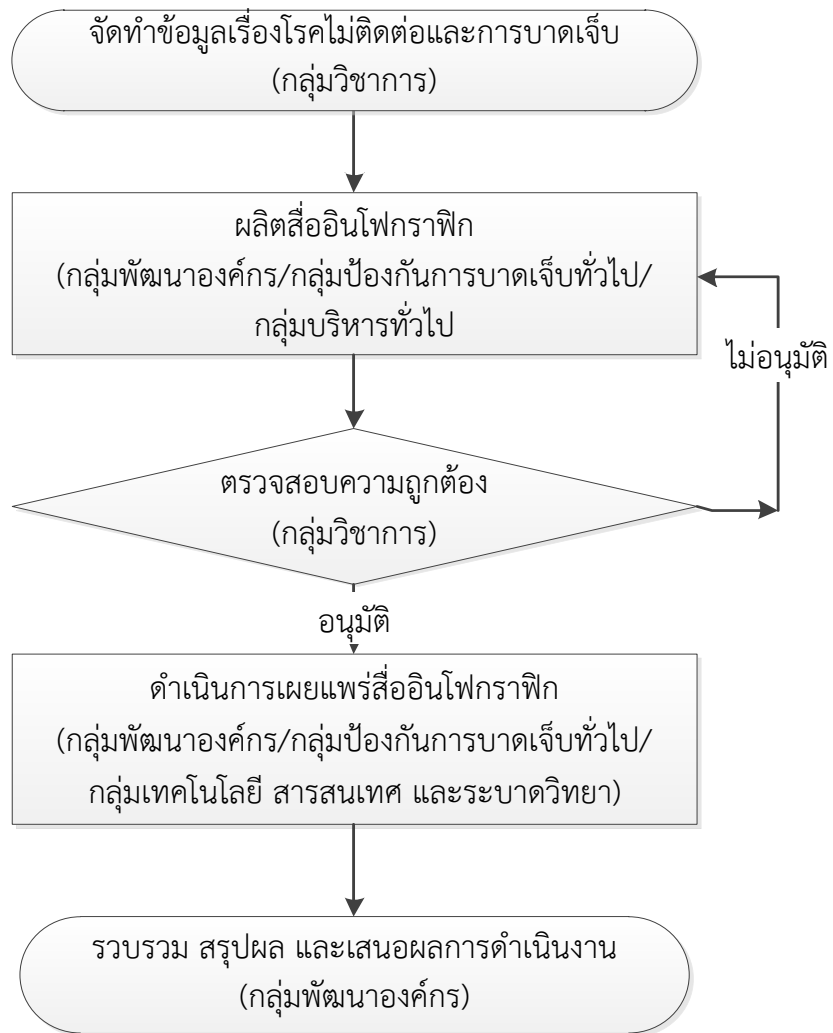 จัดทำข้อมูลเรื่องโรคไม่ติดต่อและการบาดเจ็บ
(กลุ่มวิชาการ)
ผลิตสื่ออินโฟกราฟิก
(กลุ่มพัฒนาองค์กร/กลุ่มป้องกันการบาดเจ็บทั่วไป/
กลุ่มบริหารทั่วไป
ไม่อนุมัติ
ตรวจสอบความถูกต้อง
(กลุ่มวิชาการ)
อนุมัติ
ดำเนินการเผยแพร่สื่ออินโฟกราฟิก
(กลุ่มพัฒนาองค์กร/กลุ่มป้องกันการบาดเจ็บทั่วไป/
กลุ่มเทคโนโลยี สารสนเทศ และระบาดวิทยา)
รวบรวม สรุปผล และเสนอผลการดำเนินงาน
(กลุ่มพัฒนาองค์กร)